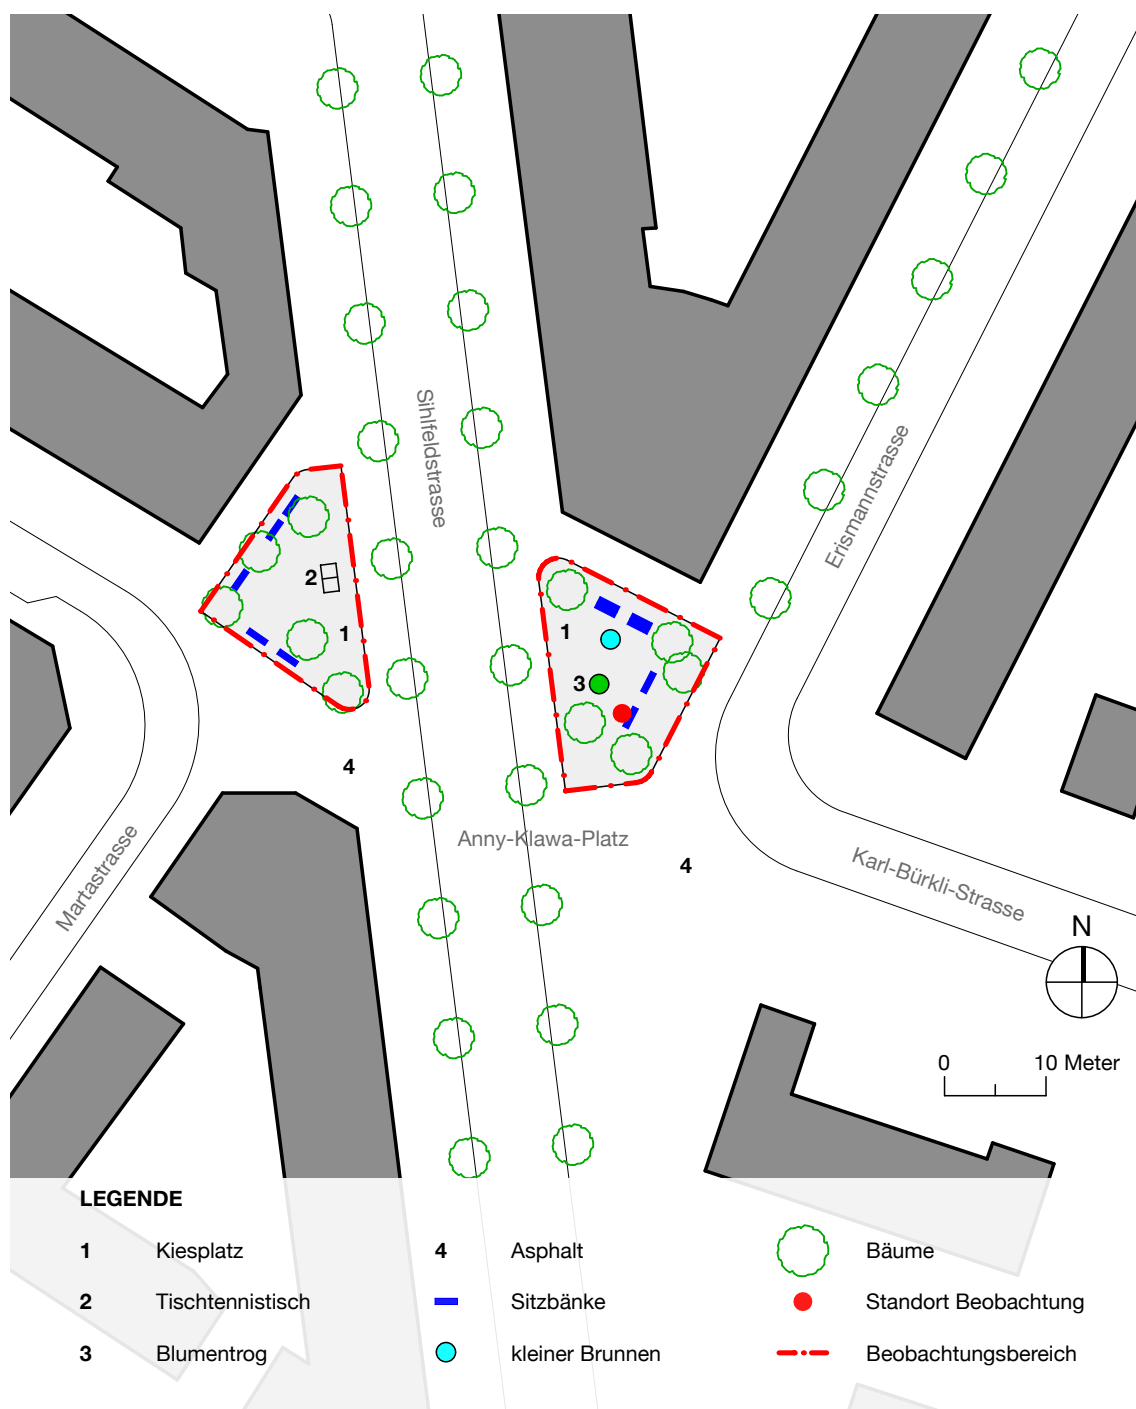 Sihlfeldstrasse
Erismannstrasse
2
1
1
3
4
Anny-Klawa-Platz
4
Martastrasse
Karl-Bürkli-Strasse
N
0 10 Meter
LEGENDE
1 Kiesplatz 4 Asphalt Bäume
2 Tischtennistisch Sitzbänke Standort Beobachtung
3 Blumentrog kleiner Brunnen Beobachtungsbereich